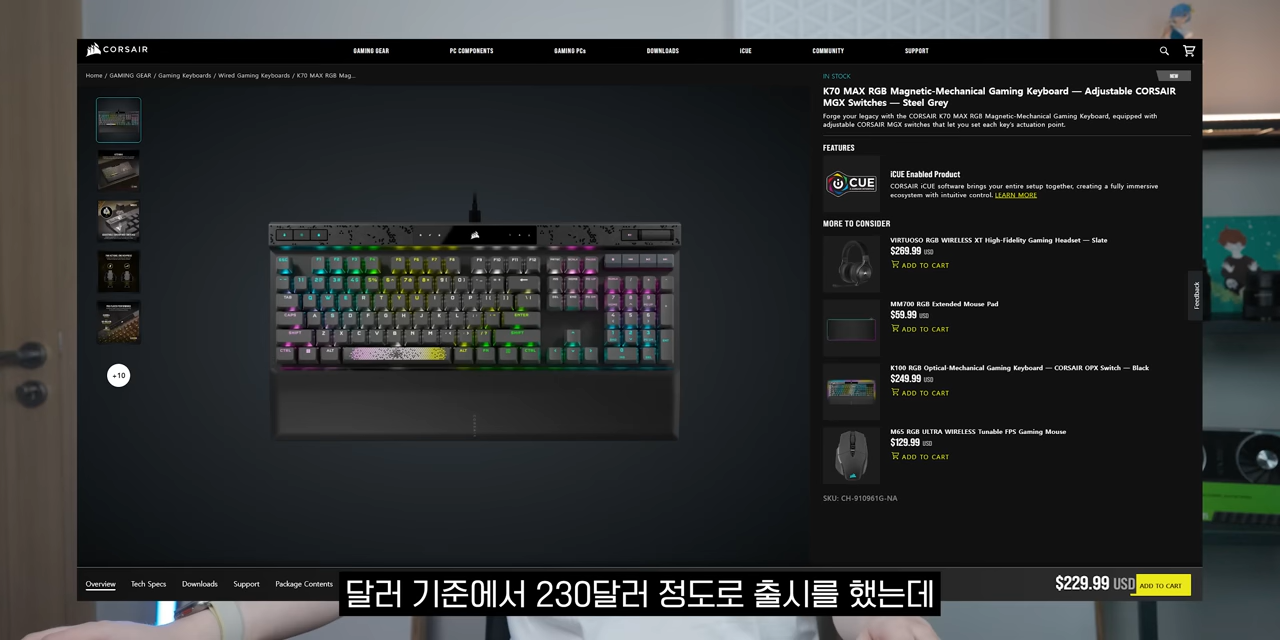 CORSAIR
GAMING GEAR
PC COMPONENTS
GAMING PCs
DOWNLOADS
iCUE
COMMUNITY
SUPPORT
Home / GAMING GEAR / Gaming Keyboards / Wired Gaming Keyboards / K70 MAX RGB Mag...
IN STOCK
NEW
K70 MAX RGB Magnetic-Mechanical Gaming Keyboard — Adjustable CORSAIR
MGX Switches — Steel Grey
Forge your legacy with the CORSAIR K70 MAX RGB Magnetic-Mechanical Gaming Keyboard, equipped with
adjustable CORSAIR MGX switches that let you set each key's actuation point.
FEATURES
iCUE
iCUE Enabled Product
CORSAIR iCUE software brings your entire setup together, creating a fully immersive
ecosystem with intuitive control. LEARN MORE
MORE TO CONSIDER
VIRTUOSO RGB WIRELESS XT High-Fidelity Gaming Headset — Slate
$269.99 USD
ADD TO CART
MM700 RGB Extended Mouse Pad
$59.99 USD
ADD TO CART
K100 RGB Optical-Mechanical Gaming Keyboard — CORSAIR OPX Switch — Black
$249.99 USD
ADD TO CART
M65 RGB ULTRA WIRELESS Tunable FPS Gaming Mouse
$129.99 USD
ADD TO CART
SKU: CH-910961G-NA
Feedback
+10
Overview
Tech Specs
Downloads
Support
Package Contents
$229.99 USD
ADD TO CART
달러 기준에서 230달러 정도로 출시를 했는데